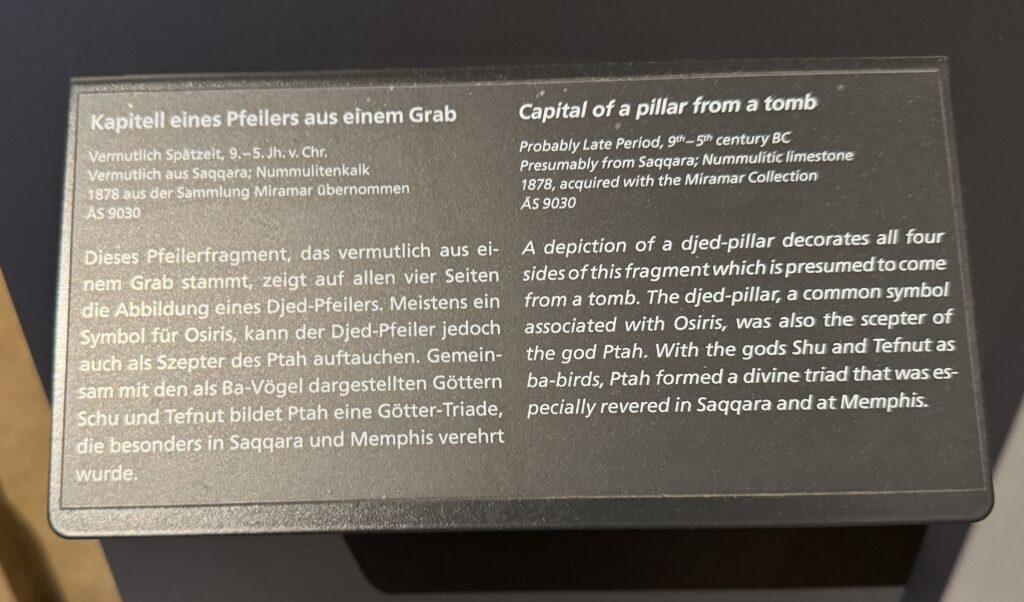 Kapitell eines Pfeilers aus einem Grab
Vermutlich Spätzeit, 9.–5. Jh. v. Chr.
Vermutlich aus Saqqara; Nummulitenkalk
1878 aus der Sammlung Miramar übernommen
ÄS 9030
Dieses Pfeilerfragment, das vermutlich aus ei-
nem Grab stammt, zeigt auf allen vier Seiten
die Abbildung eines Djed-Pfeilers. Meistens ein
Symbol für Osiris, kann der Djed-Pfeiler jedoch
auch als Szepter des Ptah auftauchen. Gemein-
sam mit den als Ba-Vögel dargestellten Göttern
Schu und Tefnut bildet Ptah eine Götter-Triade,
die besonders in Saqqara und Memphis verehrt
wurde.
Capital of a pillar from a tomb
Probably Late Period, 9th–5th century BC
Presumably from Saqqara; Nummulitic limestone
1878, acquired with the Miramar Collection
ÄS 9030
A depiction of a djed-pillar decorates all four
sides of this fragment which is presumed to come
from a tomb. The djed-pillar, a common symbol
associated with Osiris, was also the scepter of
the god Ptah. With the gods Shu and Tefnut as
ba-birds, Ptah formed a divine triad that was es-
pecially revered in Saqqara and at Memphis.